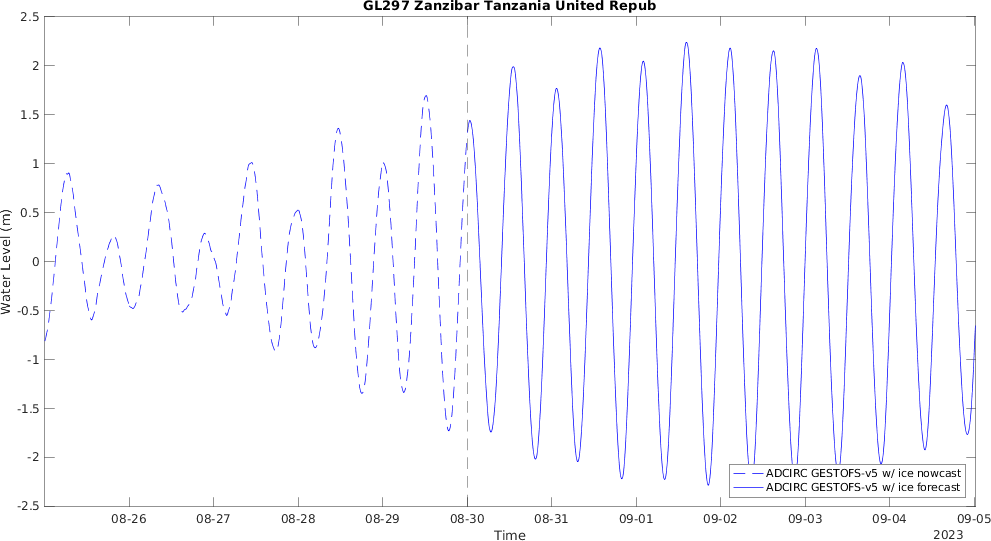 GL297 Zanzibar Tanzania United Repub
2.5
2
1.5
1
0.5
0
-0.5
-1
-1.5
-2
-2.5
Water Level (m)
ADCIRC GESTOFS-v5 w/ ice nowcast
ADCIRC GESTOFS-v5 w/ ice forecast
08-26 08-27 08-28 08-29 08-30 08-31 09-01 09-02 09-03 09-04 09-05
Time
2023